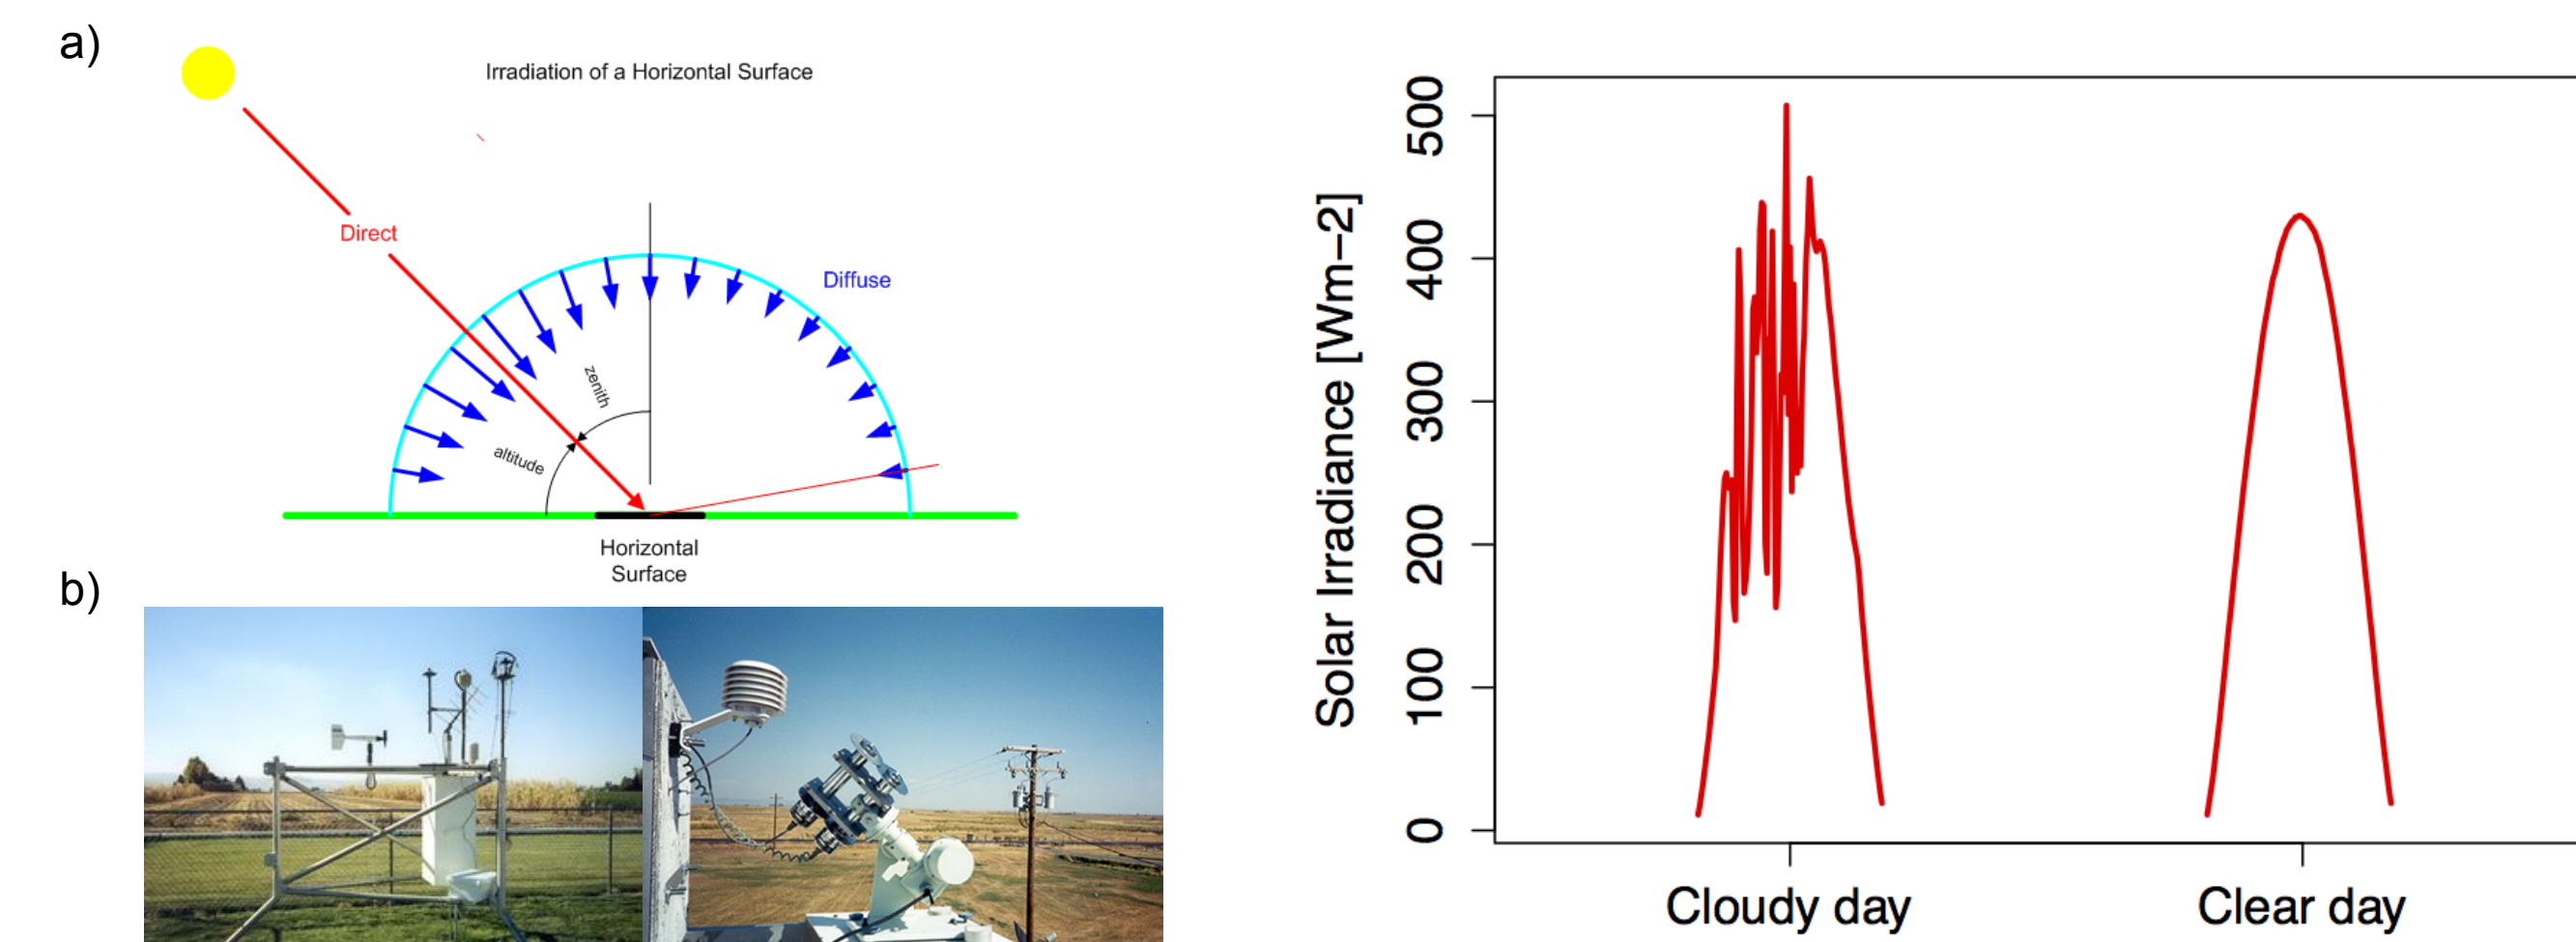 a)
Irradiation of a Horizontal Surface
Direct
Diffuse
zenith
altitude
Horizontal
Surface
b)
Solar Irradiance [Wm−2]
500
400
300
200
100
0
Cloudy day
Clear day